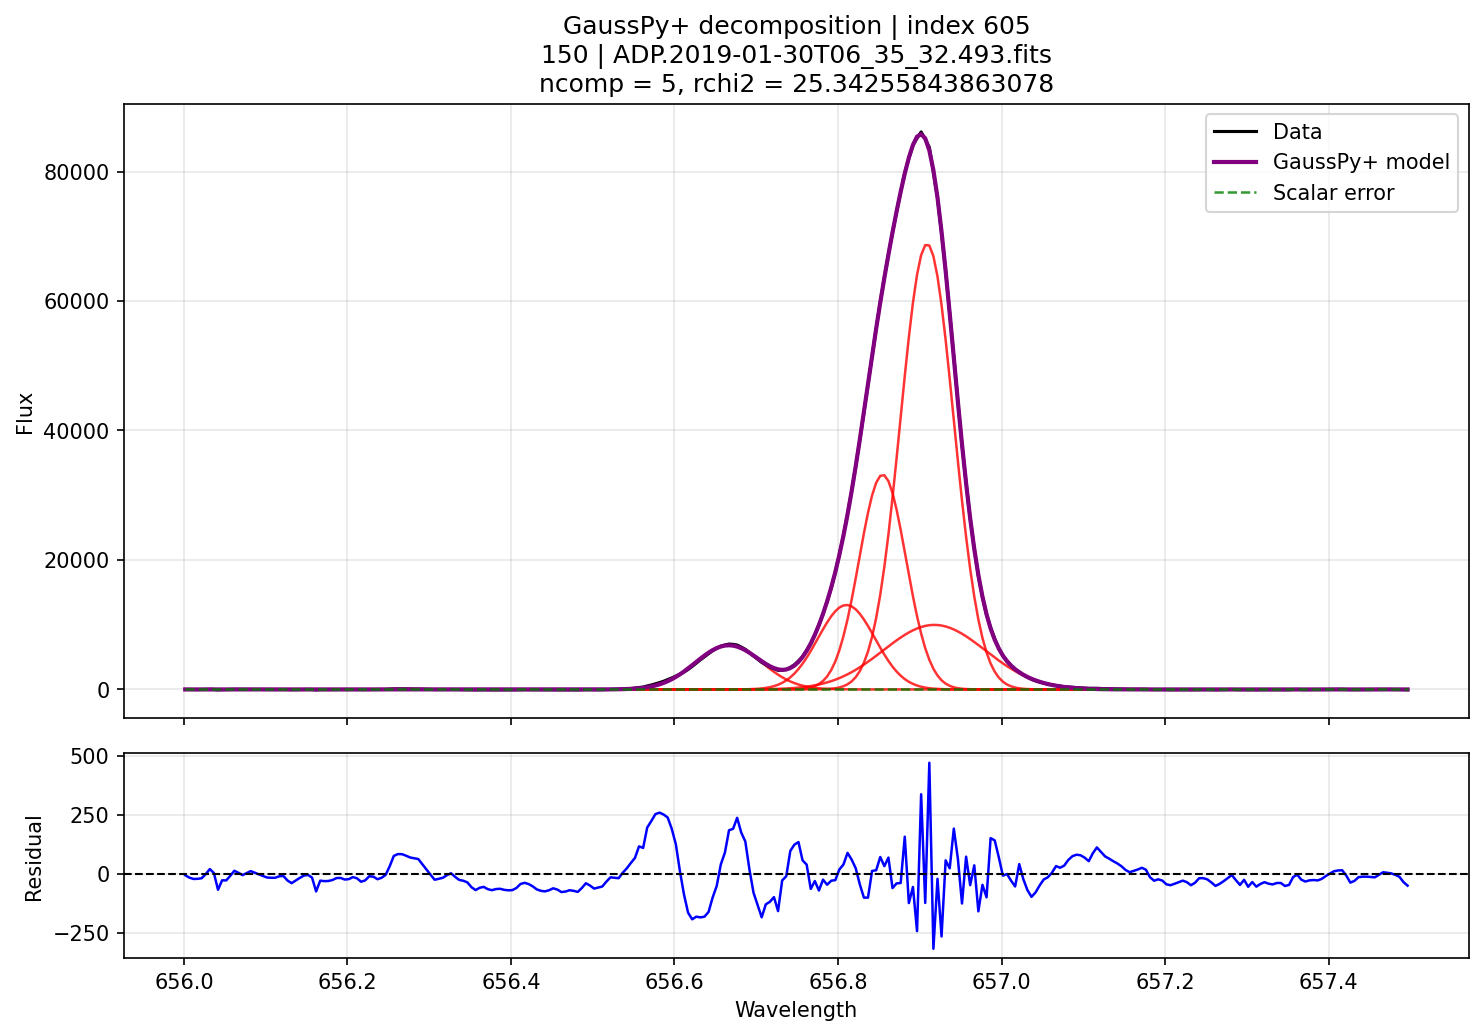 GaussPy+ decomposition | index 605
150 | ADP.2019-01-30T06_35_32.493.fits
ncomp = 5, rchi2 = 25.34255843863078
Data
GaussPy+ model
Scalar error
80000
60000
40000
20000
0
Flux
500
250
0
−250
Residual
656.0 656.2 656.4 656.6 656.8 657.0 657.2 657.4
Wavelength